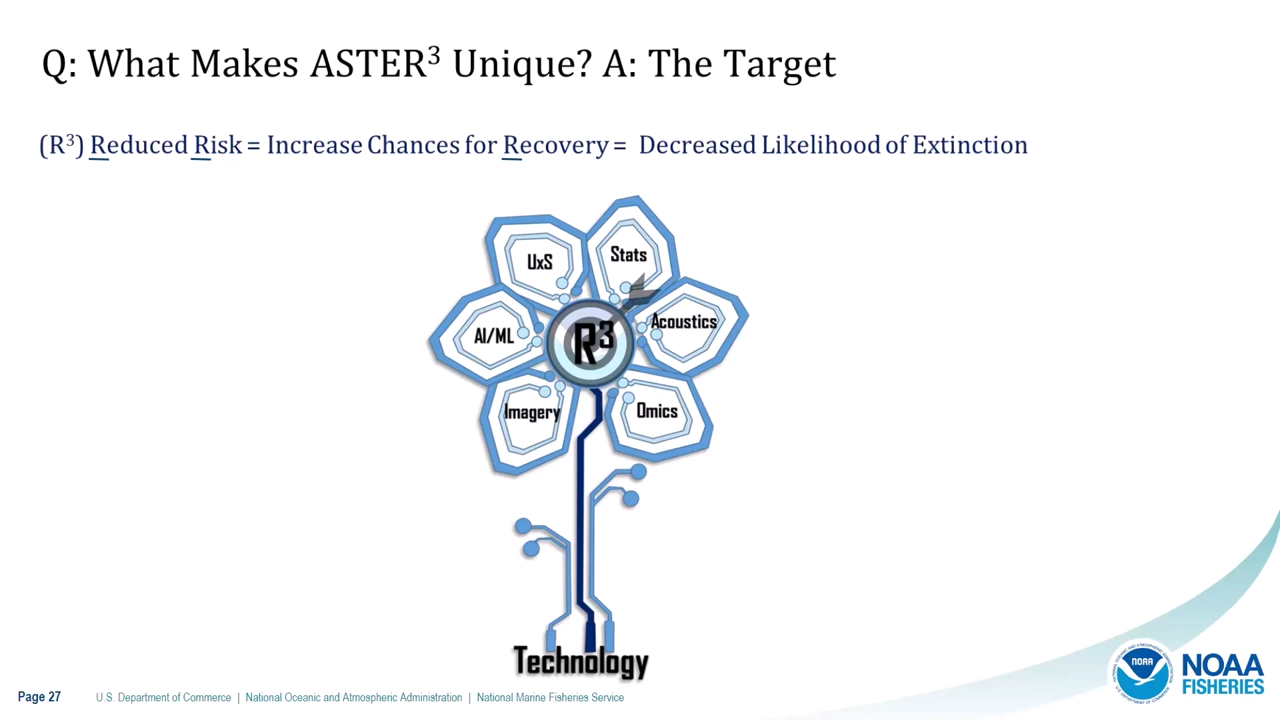 Q: What Makes ASTER³ Unique? A: The Target
(R³) Reduced Risk = Increase Chances for Recovery = Decreased Likelihood of Extinction
UxS
Stats
AI/ML
R³
Acoustics
Imagery
Omics
Technology
NOAA
NOAA
FISHERIES
Page 27 U.S. Department of Commerce | National Oceanic and Atmospheric Administration | National Marine Fisheries Service